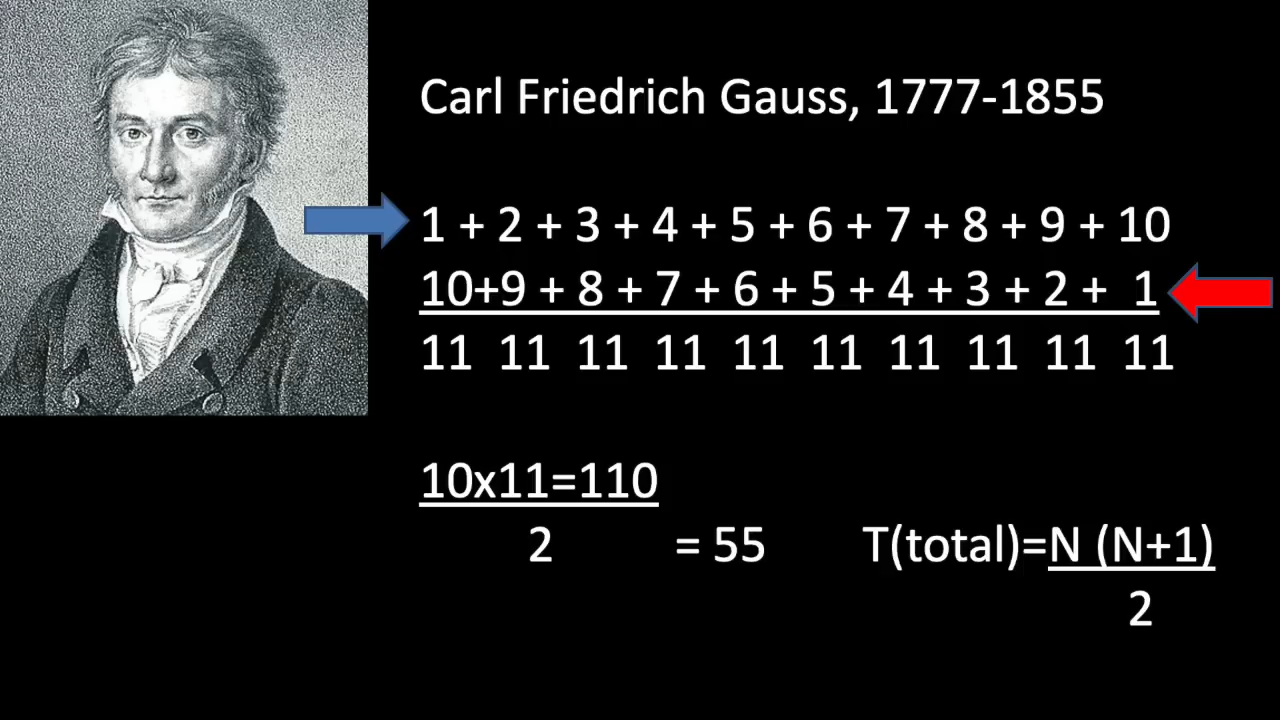 Carl Friedrich Gauss, 1777-1855
1 + 2 + 3 + 4 + 5 + 6 + 7 + 8 + 9 + 10
10+9 + 8 + 7 + 6 + 5 + 4 + 3 + 2 + 1
11 11 11 11 11 11 11 11 11 11
10x11=110
2 = 55 T(total)=N (N+1)
2